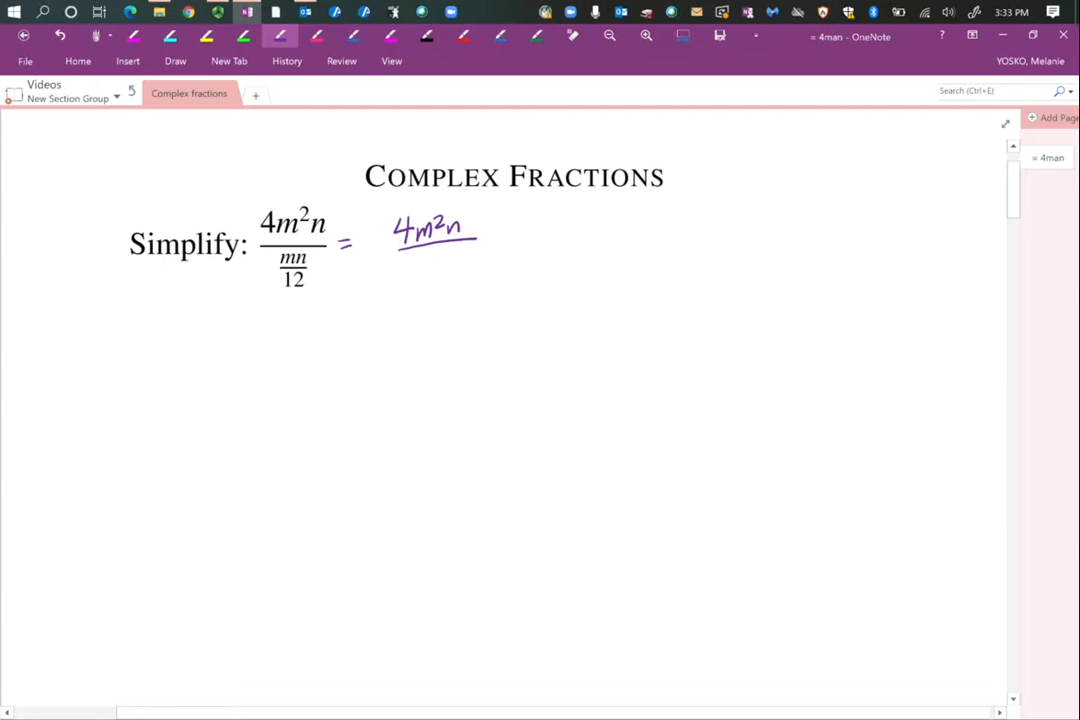 3:33 PM
= 4man - OneNote
?
File Home Insert Draw New Tab History Review View
YOSKO, Melanie
Videos
New Section Group
5
Complex fractions
+
Search (Ctrl+E)
Add Page
= 4man
COMPLEX FRACTIONS
Simplify: 4m²n / (mn / 12) = 4m²n